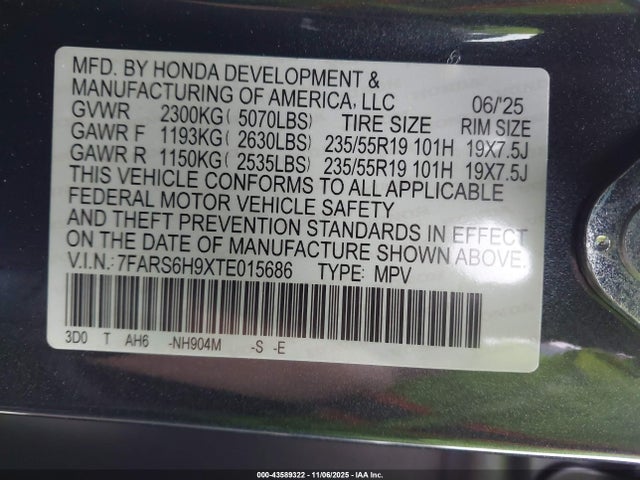 MFD. BY HONDA DEVELOPMENT &
MANUFACTURING OF AMERICA, LLC 06/'25
GVWR 2300KG( 5070LBS) TIRE SIZE RIM SIZE
GAWR F 1193KG( 2630LBS) 235/55R19 101H 19X7.5J
GAWR R 1150KG( 2535LBS) 235/55R19 101H 19X7.5J
THIS VEHICLE CONFORMS TO ALL APPLICABLE
FEDERAL MOTOR VEHICLE SAFETY
AND THEFT PREVENTION STANDARDS IN EFFECT
ON THE DATE OF MANUFACTURE SHOWN ABOVE.
V.I.N.: 7FARS6H9XTE015686 TYPE: MPV
3D0 T AH6 -NH904M -S -E
000-43589322 - 11/06/2025 - IAA Inc.